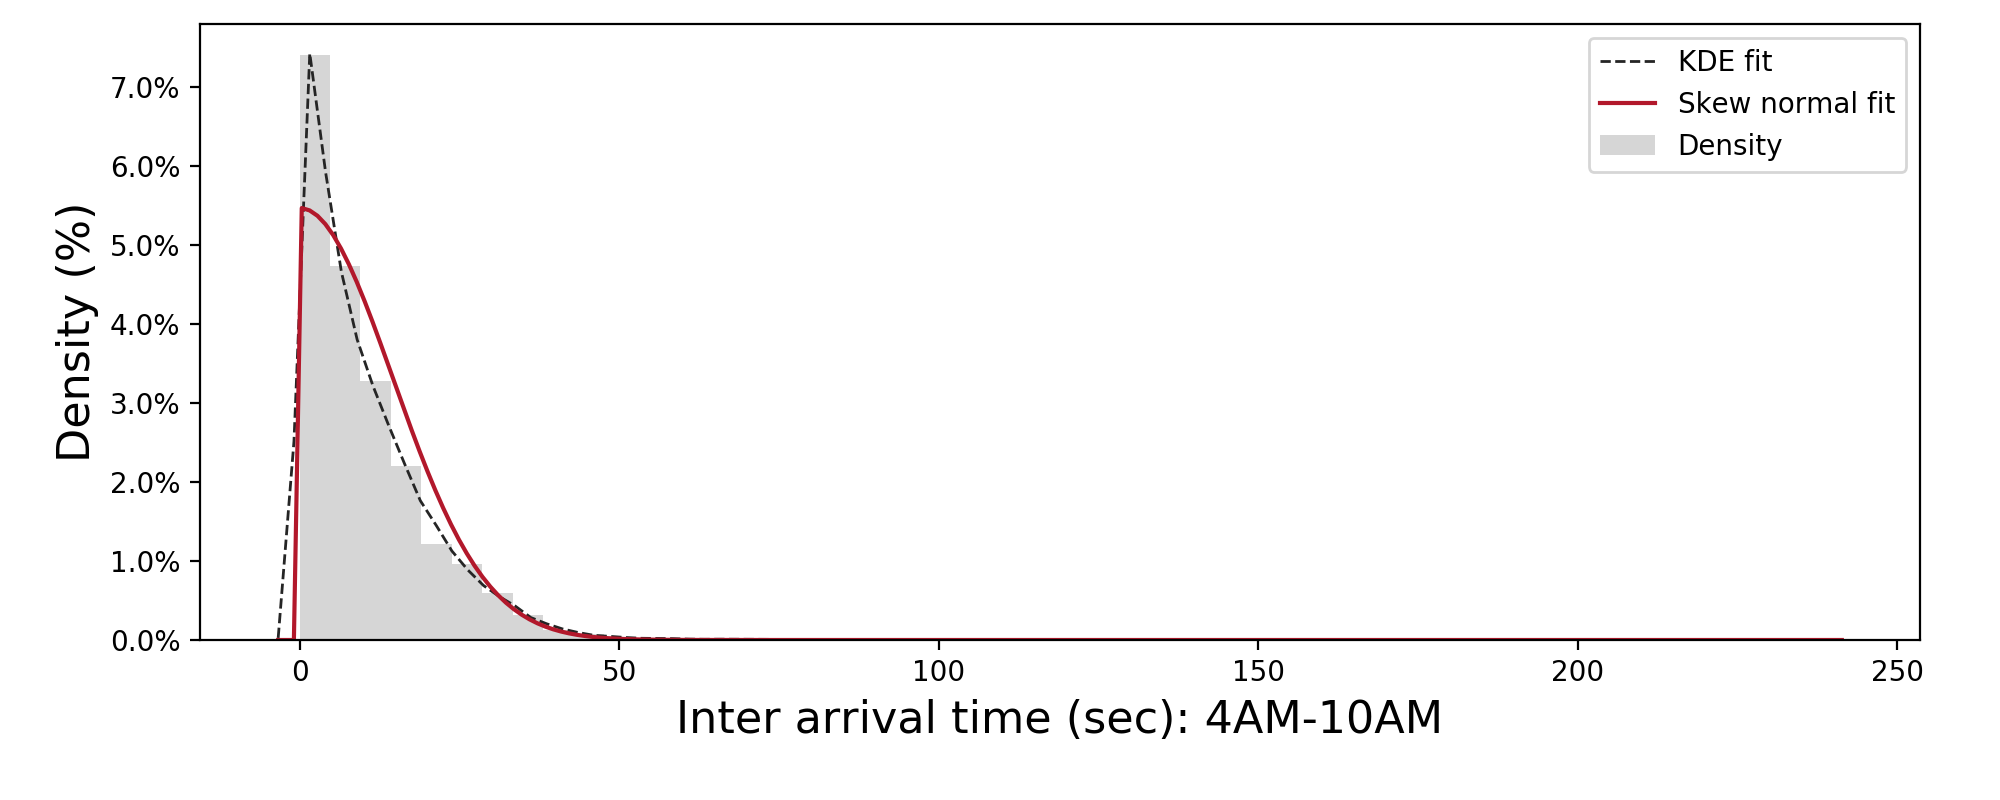 KDE fit
Skew normal fit
Density
7.0%
6.0%
5.0%
4.0%
3.0%
2.0%
1.0%
0.0%
Density (%)
0 50 100 150 200 250
Inter arrival time (sec): 4AM-10AM